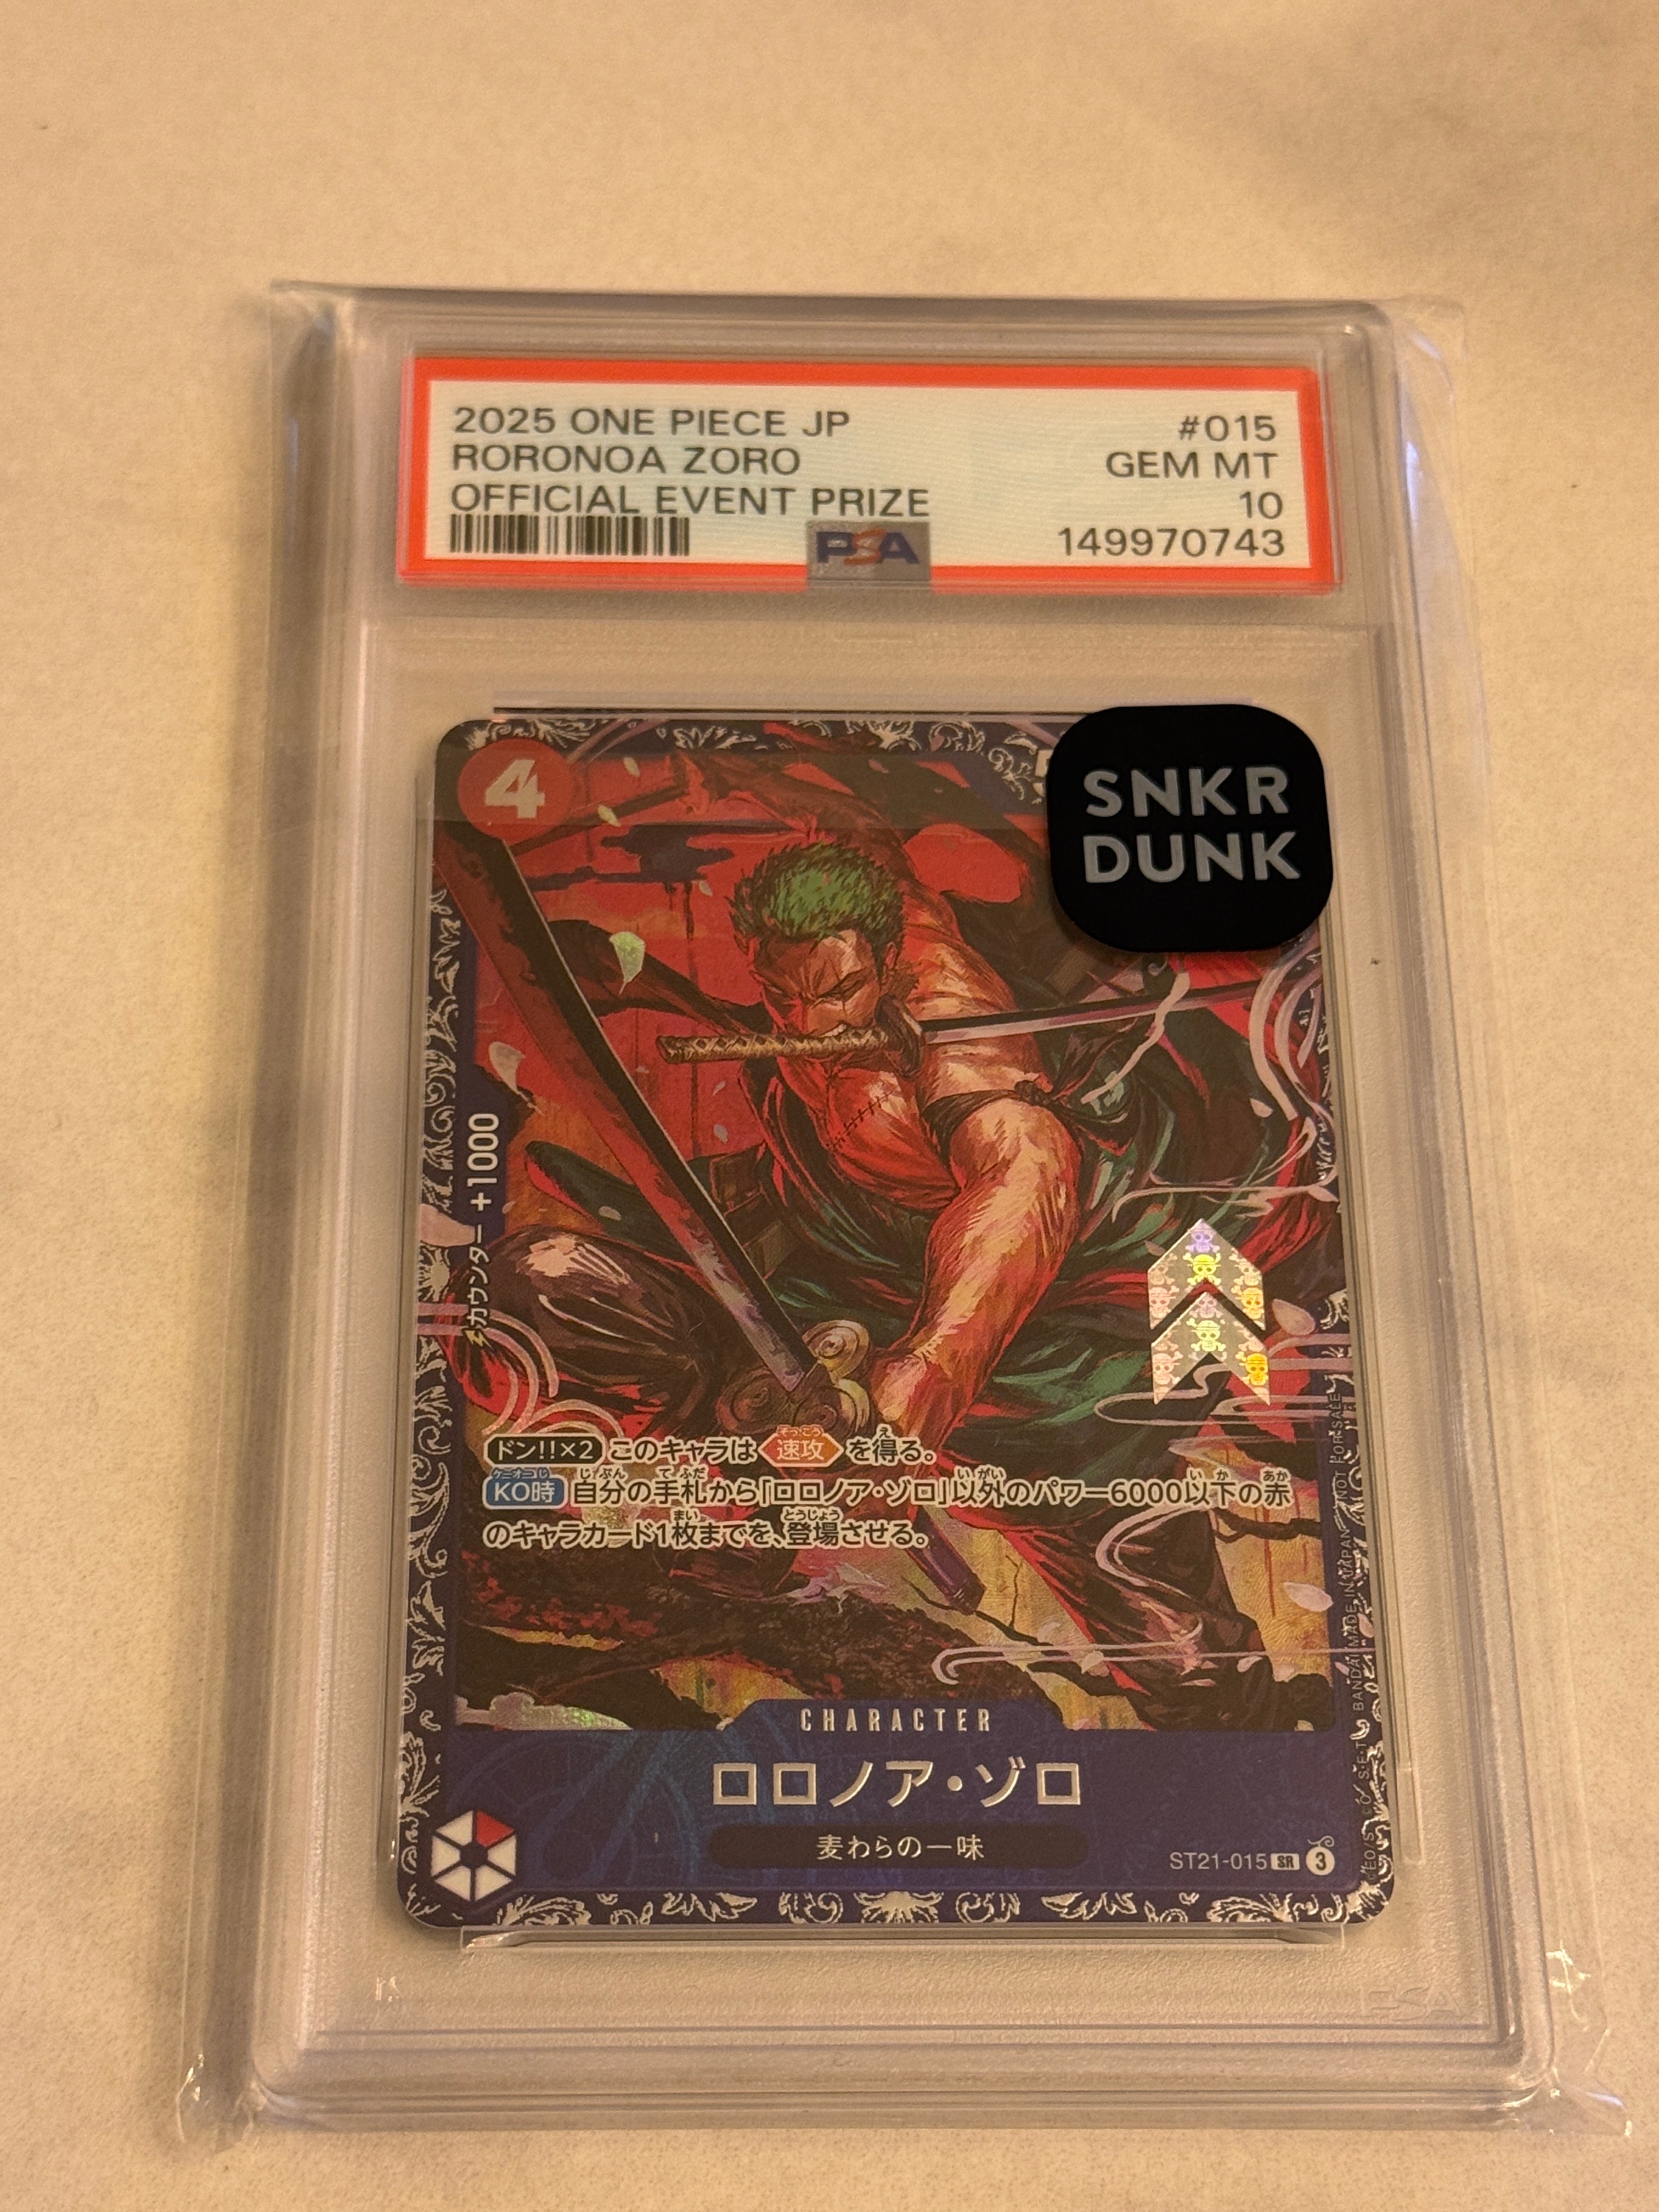 2025 ONE PIECE JP #015
RORONOA ZORO GEM MT
OFFICIAL EVENT PRIZE 10
PSA 149970743
4
SNKR
DUNK
カウンター +1000
ドン!!×2 このキャラは速攻を得る。
KO時 自分の手札から「ロロノア・ゾロ」以外のパワー6000以下の赤
のキャラカード1枚までを、登場させる。
CHARACTER
ロロノア・ゾロ
麦わらの一味
ST21-015 SR 3
BANDAI MADE IN JAPAN NOT FOR SALE